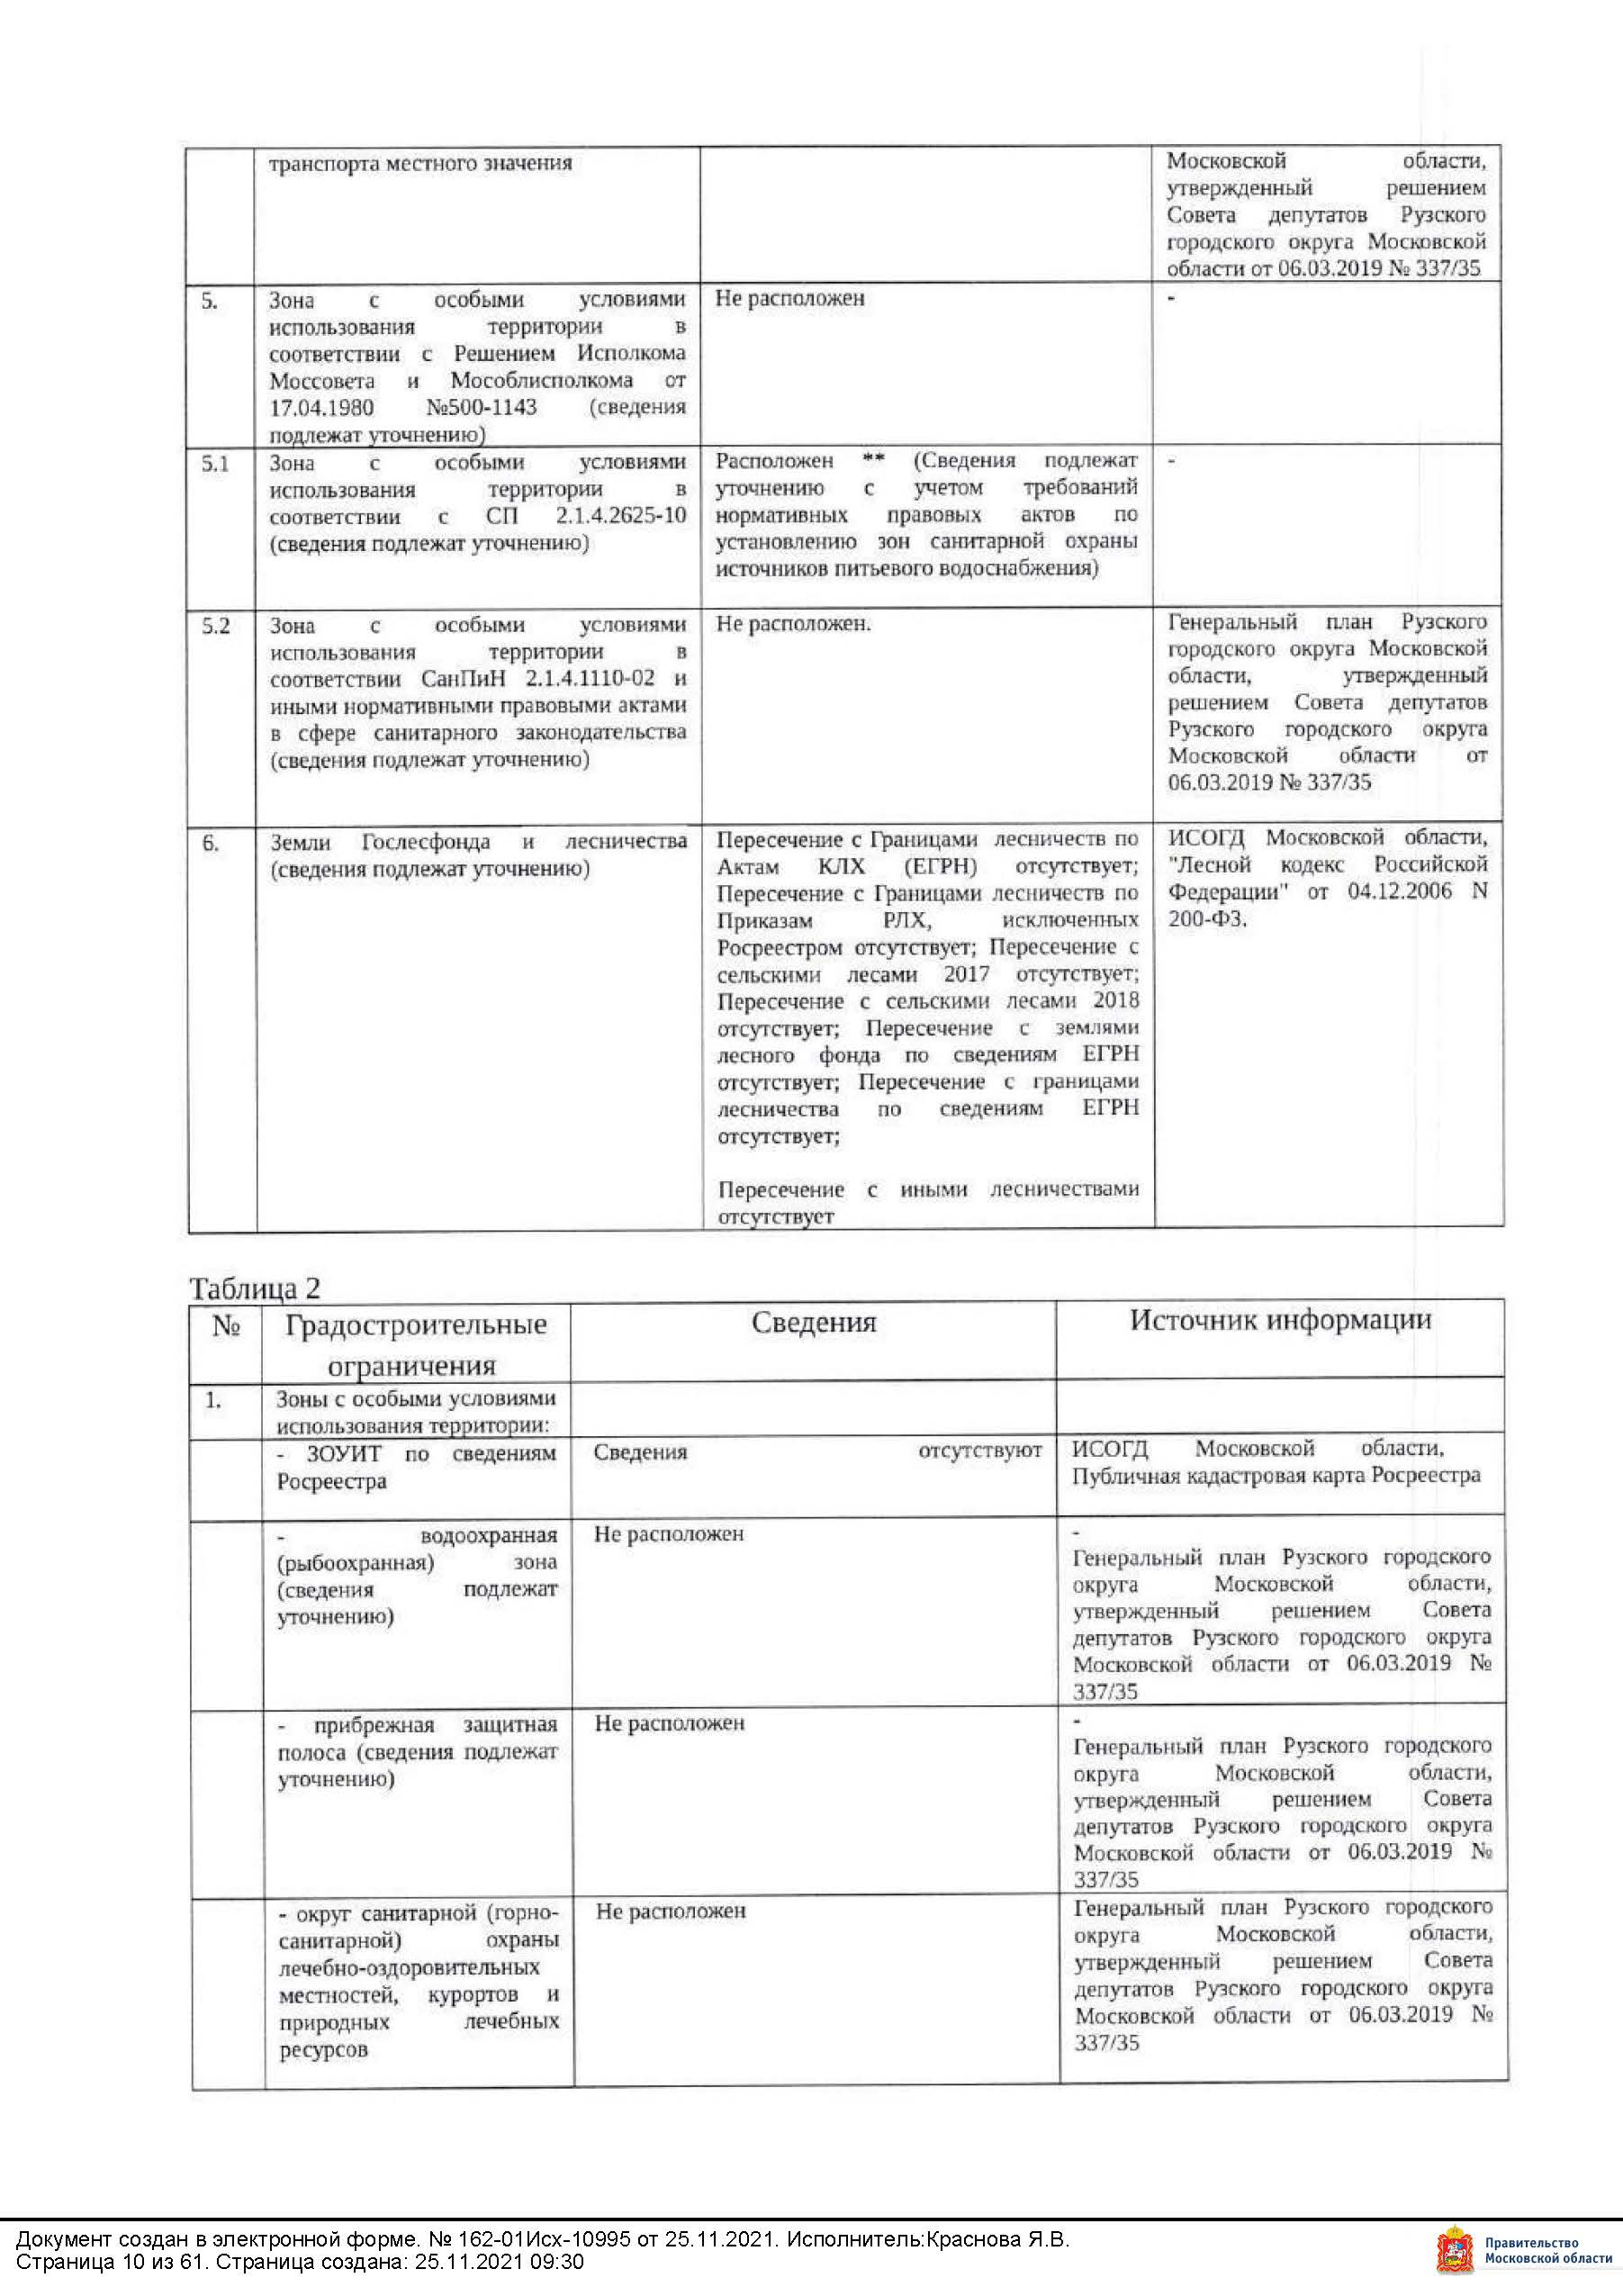 транспорта местного значения
Московской области,
утвержденный решением
Совета депутатов Рузского
городского округа Московской
области от 06.03.2019 № 337/35
5.
Зона с особыми условиями
использования территории в
соответствии с Решением Исполкома
Моссовета и Мособлисполкома от
17.04.1980 №500-1143 (сведения
подлежат уточнению)
Не расположен
-
5.1
Зона с особыми условиями
использования территории в
соответствии с СП 2.1.4.2625-10
(сведения подлежат уточнению)
Расположен ** (Сведения подлежат
уточнению с учетом требований
нормативных правовых актов по
установлению зон санитарной охраны
источников питьевого водоснабжения)
-
5.2
Зона с особыми условиями
использования территории в
соответствии СанПиН 2.1.4.1110-02 и
иными нормативными правовыми актами
в сфере санитарного законодательства
(сведения подлежат уточнению)
Не расположен.
Генеральный план Рузского
городского округа Московской
области, утвержденный
решением Совета депутатов
Рузского городского округа
Московской области от
06.03.2019 № 337/35
6.
Земли Гослесфонда и лесничества
(сведения подлежат уточнению)
Пересечение с Границами лесничеств по
Актам КЛХ (ЕГРН) отсутствует;
Пересечение с Границами лесничеств по
Приказам РЛХ, исключенных
Росреестром отсутствует; Пересечение с
сельскими лесами 2017 отсутствует;
Пересечение с сельскими лесами 2018
отсутствует; Пересечение с землями
лесного фонда по сведениям ЕГРН
отсутствует; Пересечение с границами
лесничества по сведениям ЕГРН
отсутствует;
Пересечение с иными лесничествами
отсутствует
ИСОГД Московской области,
"Лесной кодекс Российской
Федерации" от 04.12.2006 N
200-ФЗ.
Таблица 2
№
Градостроительные
ограничения
Сведения
Источник информации
1.
Зоны с особыми условиями
использования территории:
- ЗОУИТ по сведениям
Росреестра
Сведения отсутствуют
ИСОГД Московской области,
Публичная кадастровая карта Росреестра
- водоохранная
(рыбоохранная) зона
(сведения подлежат
уточнению)
Не расположен
-
Генеральный план Рузского городского
округа Московской области,
утвержденный решением Совета
депутатов Рузского городского округа
Московской области от 06.03.2019 №
337/35
- прибрежная защитная
полоса (сведения подлежат
уточнению)
Не расположен
-
Генеральный план Рузского городского
округа Московской области,
утвержденный решением Совета
депутатов Рузского городского округа
Московской области от 06.03.2019 №
337/35
- округ санитарной (горно-
санитарной) охраны
лечебно-оздоровительных
местностей, курортов и
природных лечебных
ресурсов
Не расположен
Генеральный план Рузского городского
округа Московской области,
утвержденный решением Совета
депутатов Рузского городского округа
Московской области от 06.03.2019 №
337/35
Документ создан в электронной форме. № 162-01Исх-10995 от 25.11.2021. Исполнитель:Краснова Я.В.
Страница 10 из 61. Страница создана: 25.11.2021 09:30
Правительство
Московской области